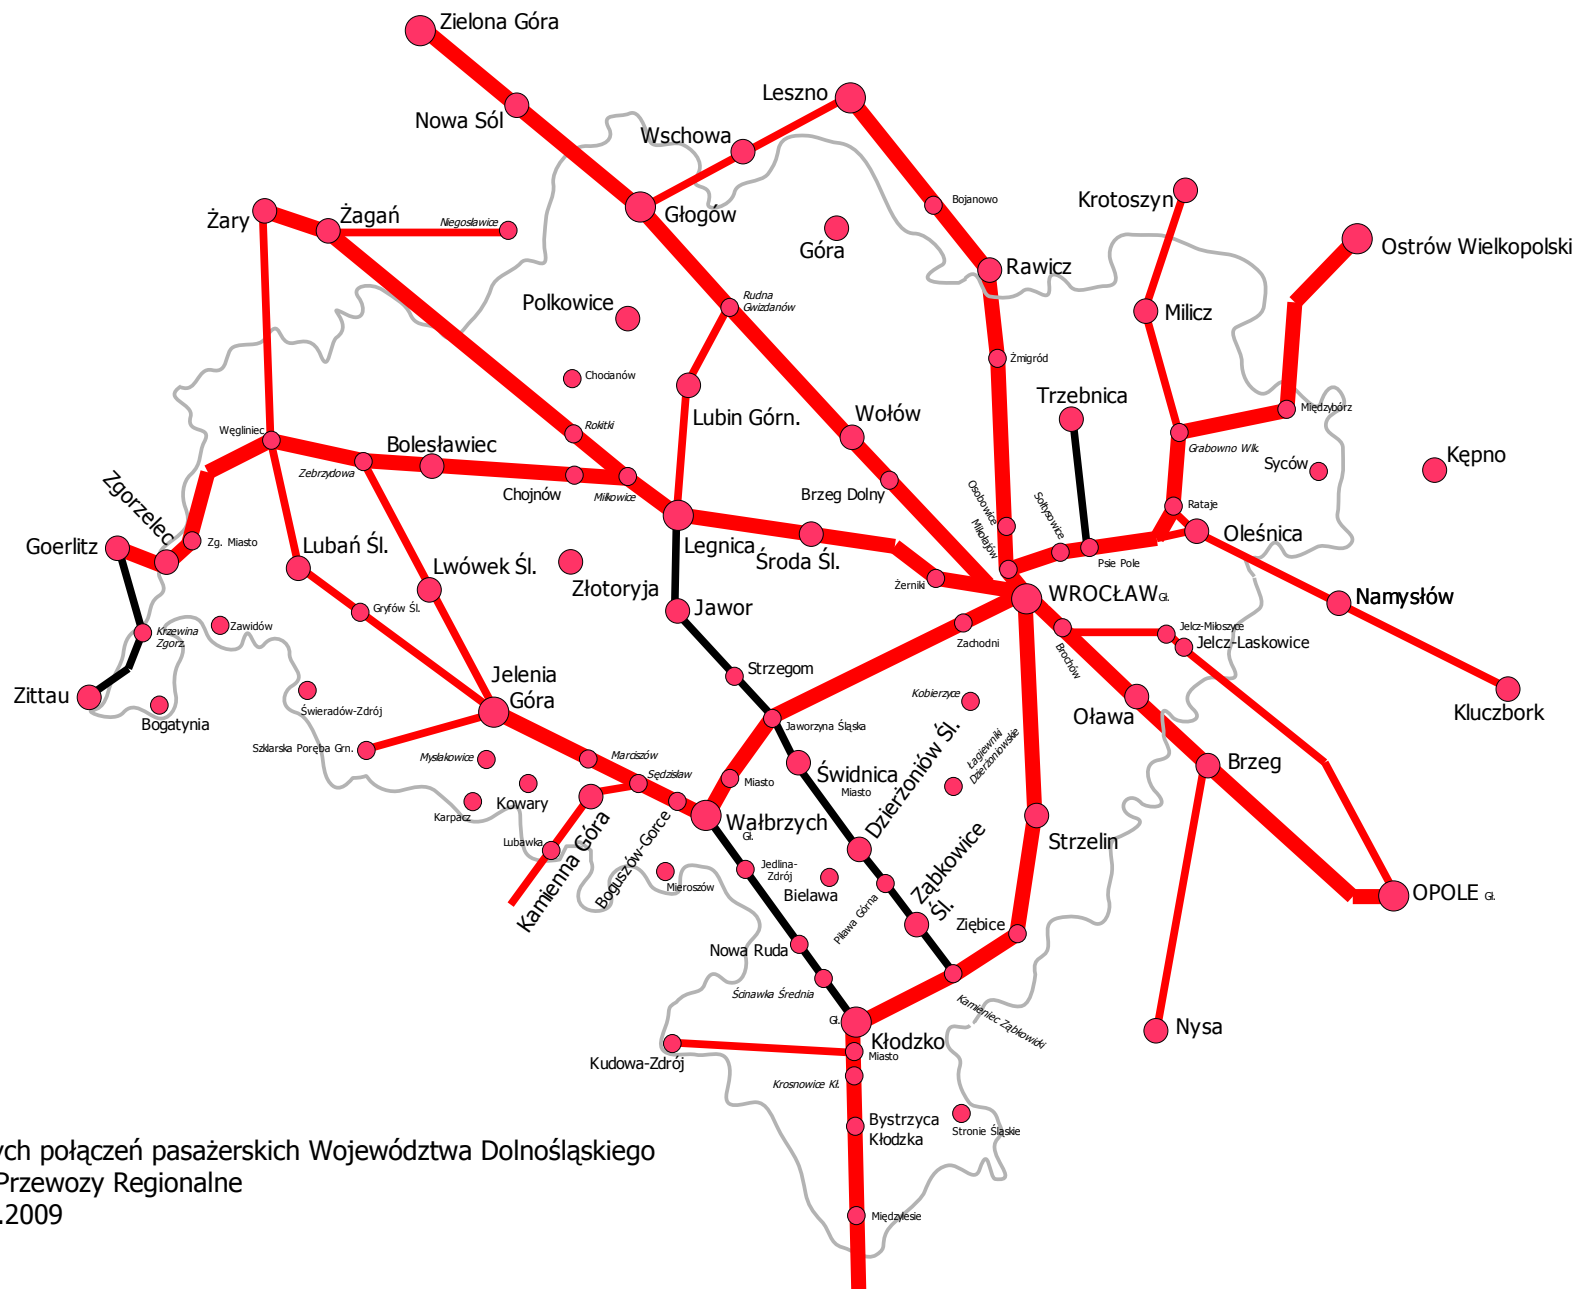 Zielona Góra
Nowa Sól
Leszno
Wschowa
Krotoszyn
Bojanowo
Żary
Żagań
Niegosławice
Głogów
Góra
Rawicz
Ostrów Wielkopolski
Polkowice
Rudna
Gwizdanów
Milicz
Żmigród
Chocianów
Lubin Górn.
Wołów
Trzebnica
Międzybórz
Węgliniec
Zebrzydowa
Bolesławiec
Rokitki
Chojnów
Miłkowice
Brzeg Dolny
Grabowno Wlk.
Syców
Kępno
Zgorzelec
Osobowice
Mikołajów
Sołtysowice
Rataje
Oleśnica
Goerlitz
Zg. Miasto
Lubań Śl.
Lwówek Śl.
Legnica
Środa Śl.
Psie Pole
Złotoryja
Żerniki
WROCŁAW Gł.
Namysłów
Gryfów Śl.
Jawor
Krzewina
Zgorz.
Zawidów
Zachodni
Brochów
Jelcz-Miłoszyce
Jelcz-Laskowice
Zittau
Bogatynia
Świeradów-Zdrój
Jelenia
Góra
Strzegom
Kobierzyce
Oława
Kluczbork
Szklarska Poręba Grn.
Mysłakowice
Marciszów
Sędzisław
Jaworzyna Śląska
Łagiewniki
Dzierżoniowskie
Brzeg
Karpacz
Kowary
Miasto
Świdnica
Miasto
Dzierżoniów Śl.
Lubawka
Kamienna Góra
Boguszów-Gorce
Wałbrzych
Gł.
Strzelin
Mieroszów
Jedlina-
Zdrój
Bielawa
Piława Górna
Ząbkowice
Śl.
Ziębice
OPOLE Gł.
Nowa Ruda
Ścinawka Średnia
Kamieniec Ząbkowicki
Gł.
Kłodzko
Miasto
Nysa
Kudowa-Zdrój
Krosnowice Kł.
Bystrzyca
Kłodzka
Stronie Śląskie
Międzylesie
ych połączeń pasażerskich Województwa Dolnośląskiego
Przewozy Regionalne
.2009